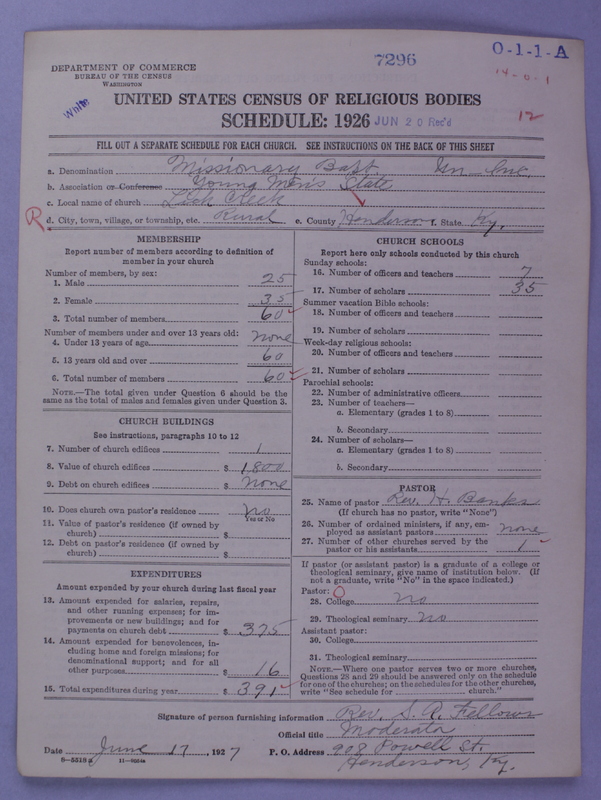 7296
O-1-1-A
DEPARTMENT OF COMMERCE
BUREAU OF THE CENSUS
WASHINGTON
14-0-1
White
UNITED STATES CENSUS OF RELIGIOUS BODIES
SCHEDULE: 1926 JUN 20 Rec'd
12
FILL OUT A SEPARATE SCHEDULE FOR EACH CHURCH. SEE INSTRUCTIONS ON THE BACK OF THIS SHEET
a. Denomination Missionary Bapt
b. Association or Conference Young Men's State
c. Local name of church Lick Creek
R d. City, town, village, or township, etc. Rural e. County Henderson f. State Ky.
MEMBERSHIP
Report number of members according to definition of
member in your church
Number of members, by sex:
1. Male 25
2. Female 35
3. Total number of members 60
Number of members under and over 13 years old:
4. Under 13 years of age none
5. 13 years old and over 60
6. Total number of members 60
NOTE.—The total given under Question 6 should be the
same as the total of males and females given under Question 3.
CHURCH BUILDINGS
See instructions, paragraphs 10 to 12
7. Number of church edifices 1
8. Value of church edifices $ 1800
9. Debt on church edifices $ none
10. Does church own pastor's residence no
Yes or No
11. Value of pastor's residence (if owned by
church) $
12. Debt on pastor's residence (if owned by
church) $
EXPENDITURES
Amount expended by your church during last fiscal year
13. Amount expended for salaries, repairs,
and other running expenses; for im-
provements or new buildings; and for
payments on church debt $ 375
14. Amount expended for benevolences, in-
cluding home and foreign missions; for
denominational support; and for all
other purposes $ 16
15. Total expenditures during year $ 391
CHURCH SCHOOLS
Report here only schools conducted by this church
Sunday schools:
16. Number of officers and teachers 7
17. Number of scholars 35
Summer vacation Bible schools:
18. Number of officers and teachers
19. Number of scholars
Week-day religious schools:
20. Number of officers and teachers
21. Number of scholars
Parochial schools:
22. Number of administrative officers
23. Number of teachers—
a. Elementary (grades 1 to 8)
b. Secondary
24. Number of scholars—
a. Elementary (grades 1 to 8)
b. Secondary
PASTOR
25. Name of pastor Rev. H. Banks
(If church has no pastor, write "None")
26. Number of ordained ministers, if any, em-
ployed as assistant pastors none
27. Number of other churches served by the
pastor or his assistants 1
If pastor (or assistant pastor) is a graduate of a college or
theological seminary, give name of institution below. (If
not a graduate, write "No" in the space indicated.)
Pastor: O
28. College no
29. Theological seminary no
Assistant pastor:
30. College
31. Theological seminary
NOTE.—Where one pastor serves two or more churches,
Questions 28 and 29 should be answered only on the schedule
for one of the churches; on the schedules for the other churches,
write "See schedule for church."
Signature of person furnishing information Rev. S. R. Fellows
Official title Moderator
Date June 17, 1927 P. O. Address 908 Powell St.
Henderson, Ky.